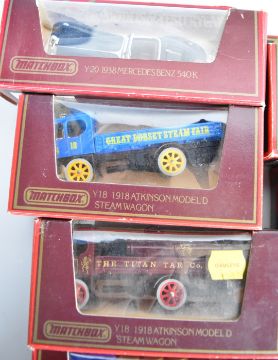 MATCHBOX
Y-20 1938 MERCEDES BENZ 540K
18
GREAT DORSET STEAM FAIR
MATCHBOX
Y18 1918 ATKINSON MODEL D
STEAM WAGON
THE TITAN TAR Co.
MATCHBOX
Y18 1918 ATKINSON MODEL D
STEAM WAGON